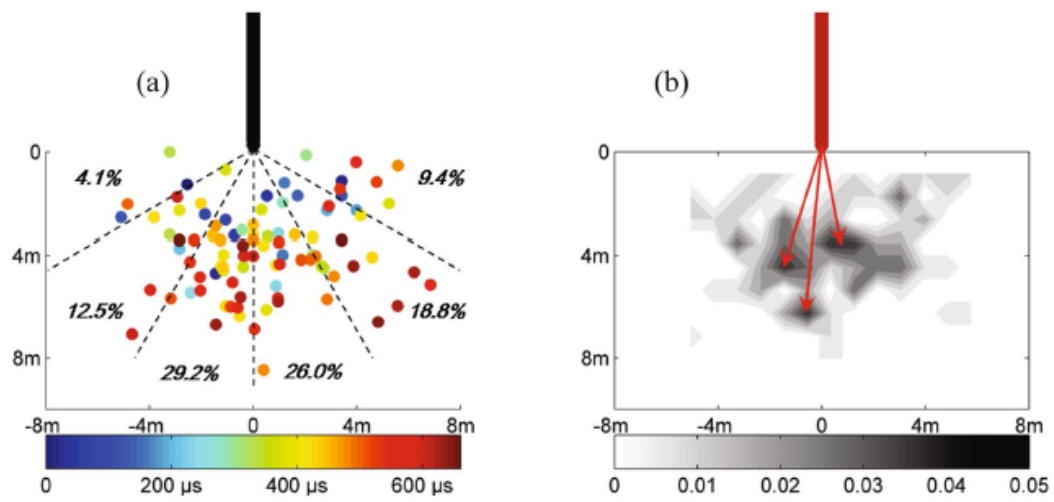 (a)
(b)
0
0
4.1%
9.4%
4m
4m
12.5%
18.8%
8m
8m
29.2%
26.0%
-8m -4m 0 4m 8m
-8m -4m 0 4m 8m
0 200 µs 400 µs 600 µs
0 0.01 0.02 0.03 0.04 0.05